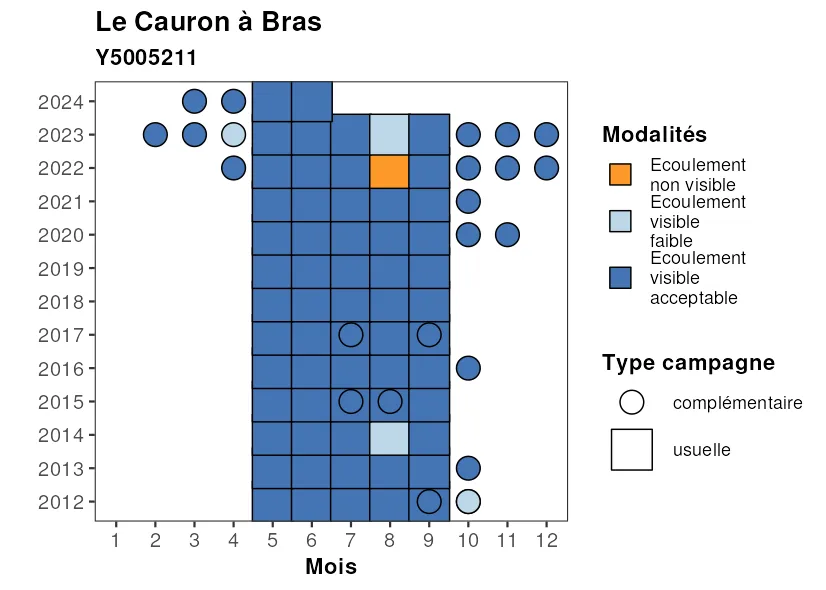 Le Cauron à Bras
Y5005211
2024
2023
2022
2021
2020
2019
2018
2017
2016
2015
2014
2013
2012
1 2 3 4 5 6 7 8 9 10 11 12
Mois
Modalités
Ecoulement
non visible
Ecoulement
visible
faible
Ecoulement
visible
acceptable
Type campagne
complémentaire
usuelle